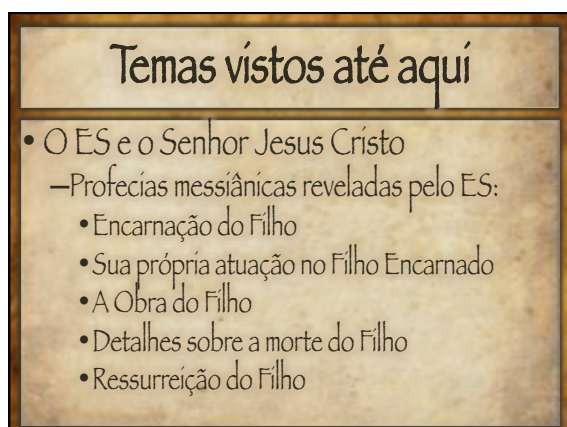 Temas vistos até aqui
• O ES e o Senhor Jesus Cristo
–Profecias messiânicas reveladas pelo ES:
• Encarnação do Filho
• Sua própria atuação no Filho Encarnado
• A Obra do Filho
• Detalhes sobre a morte do Filho
• Ressurreição do Filho